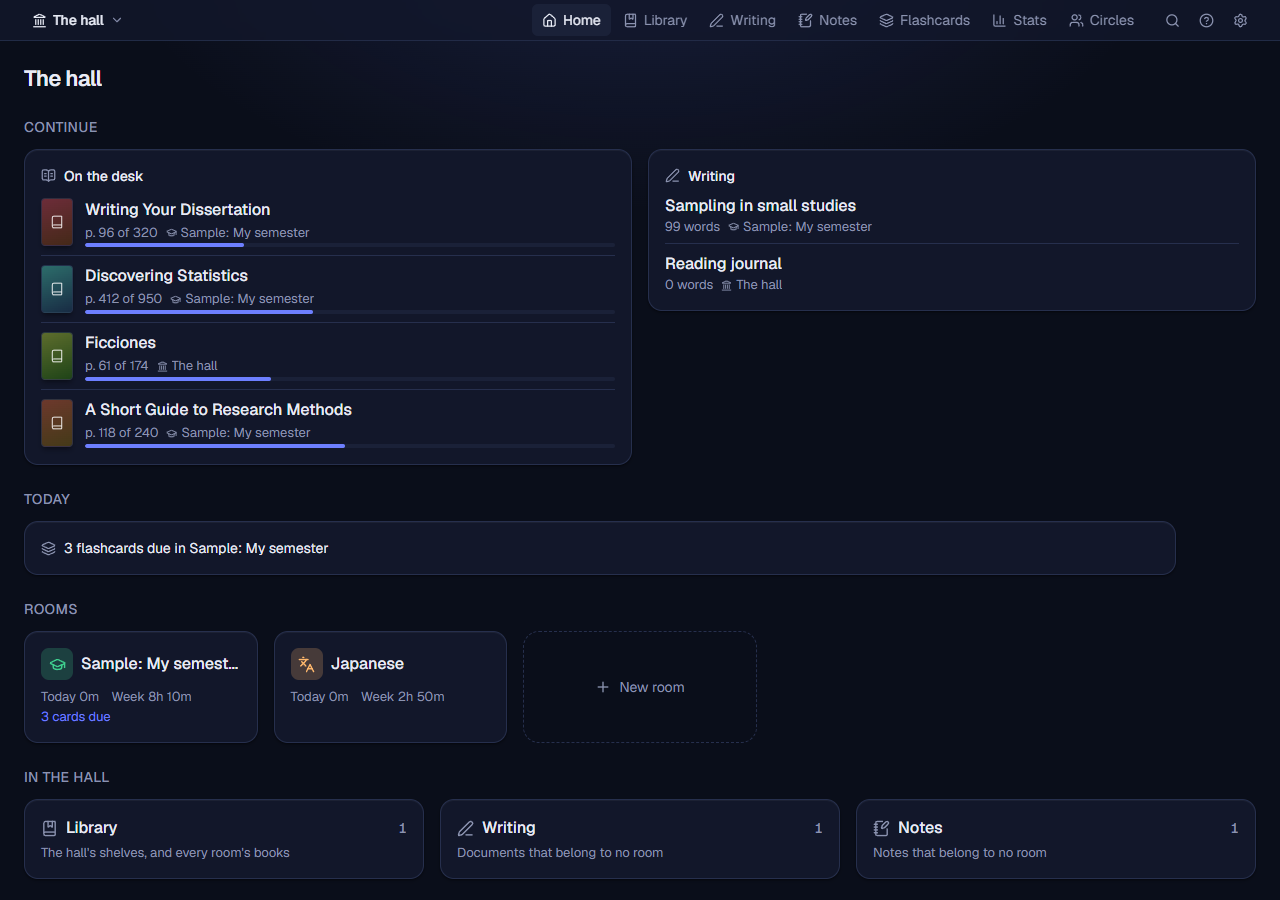 The hall
Home
Library
Writing
Notes
Flashcards
Stats
Circles
The hall
CONTINUE
On the desk
Writing Your Dissertation
p. 96 of 320 Sample: My semester
Discovering Statistics
p. 412 of 950 Sample: My semester
Ficciones
p. 61 of 174 The hall
A Short Guide to Research Methods
p. 118 of 240 Sample: My semester
Writing
Sampling in small studies
99 words Sample: My semester
Reading journal
0 words The hall
TODAY
3 flashcards due in Sample: My semester
ROOMS
Sample: My semest...
Today 0m Week 8h 10m
3 cards due
Japanese
Today 0m Week 2h 50m
New room
IN THE HALL
Library 1
The hall's shelves, and every room's books
Writing 1
Documents that belong to no room
Notes 1
Notes that belong to no room